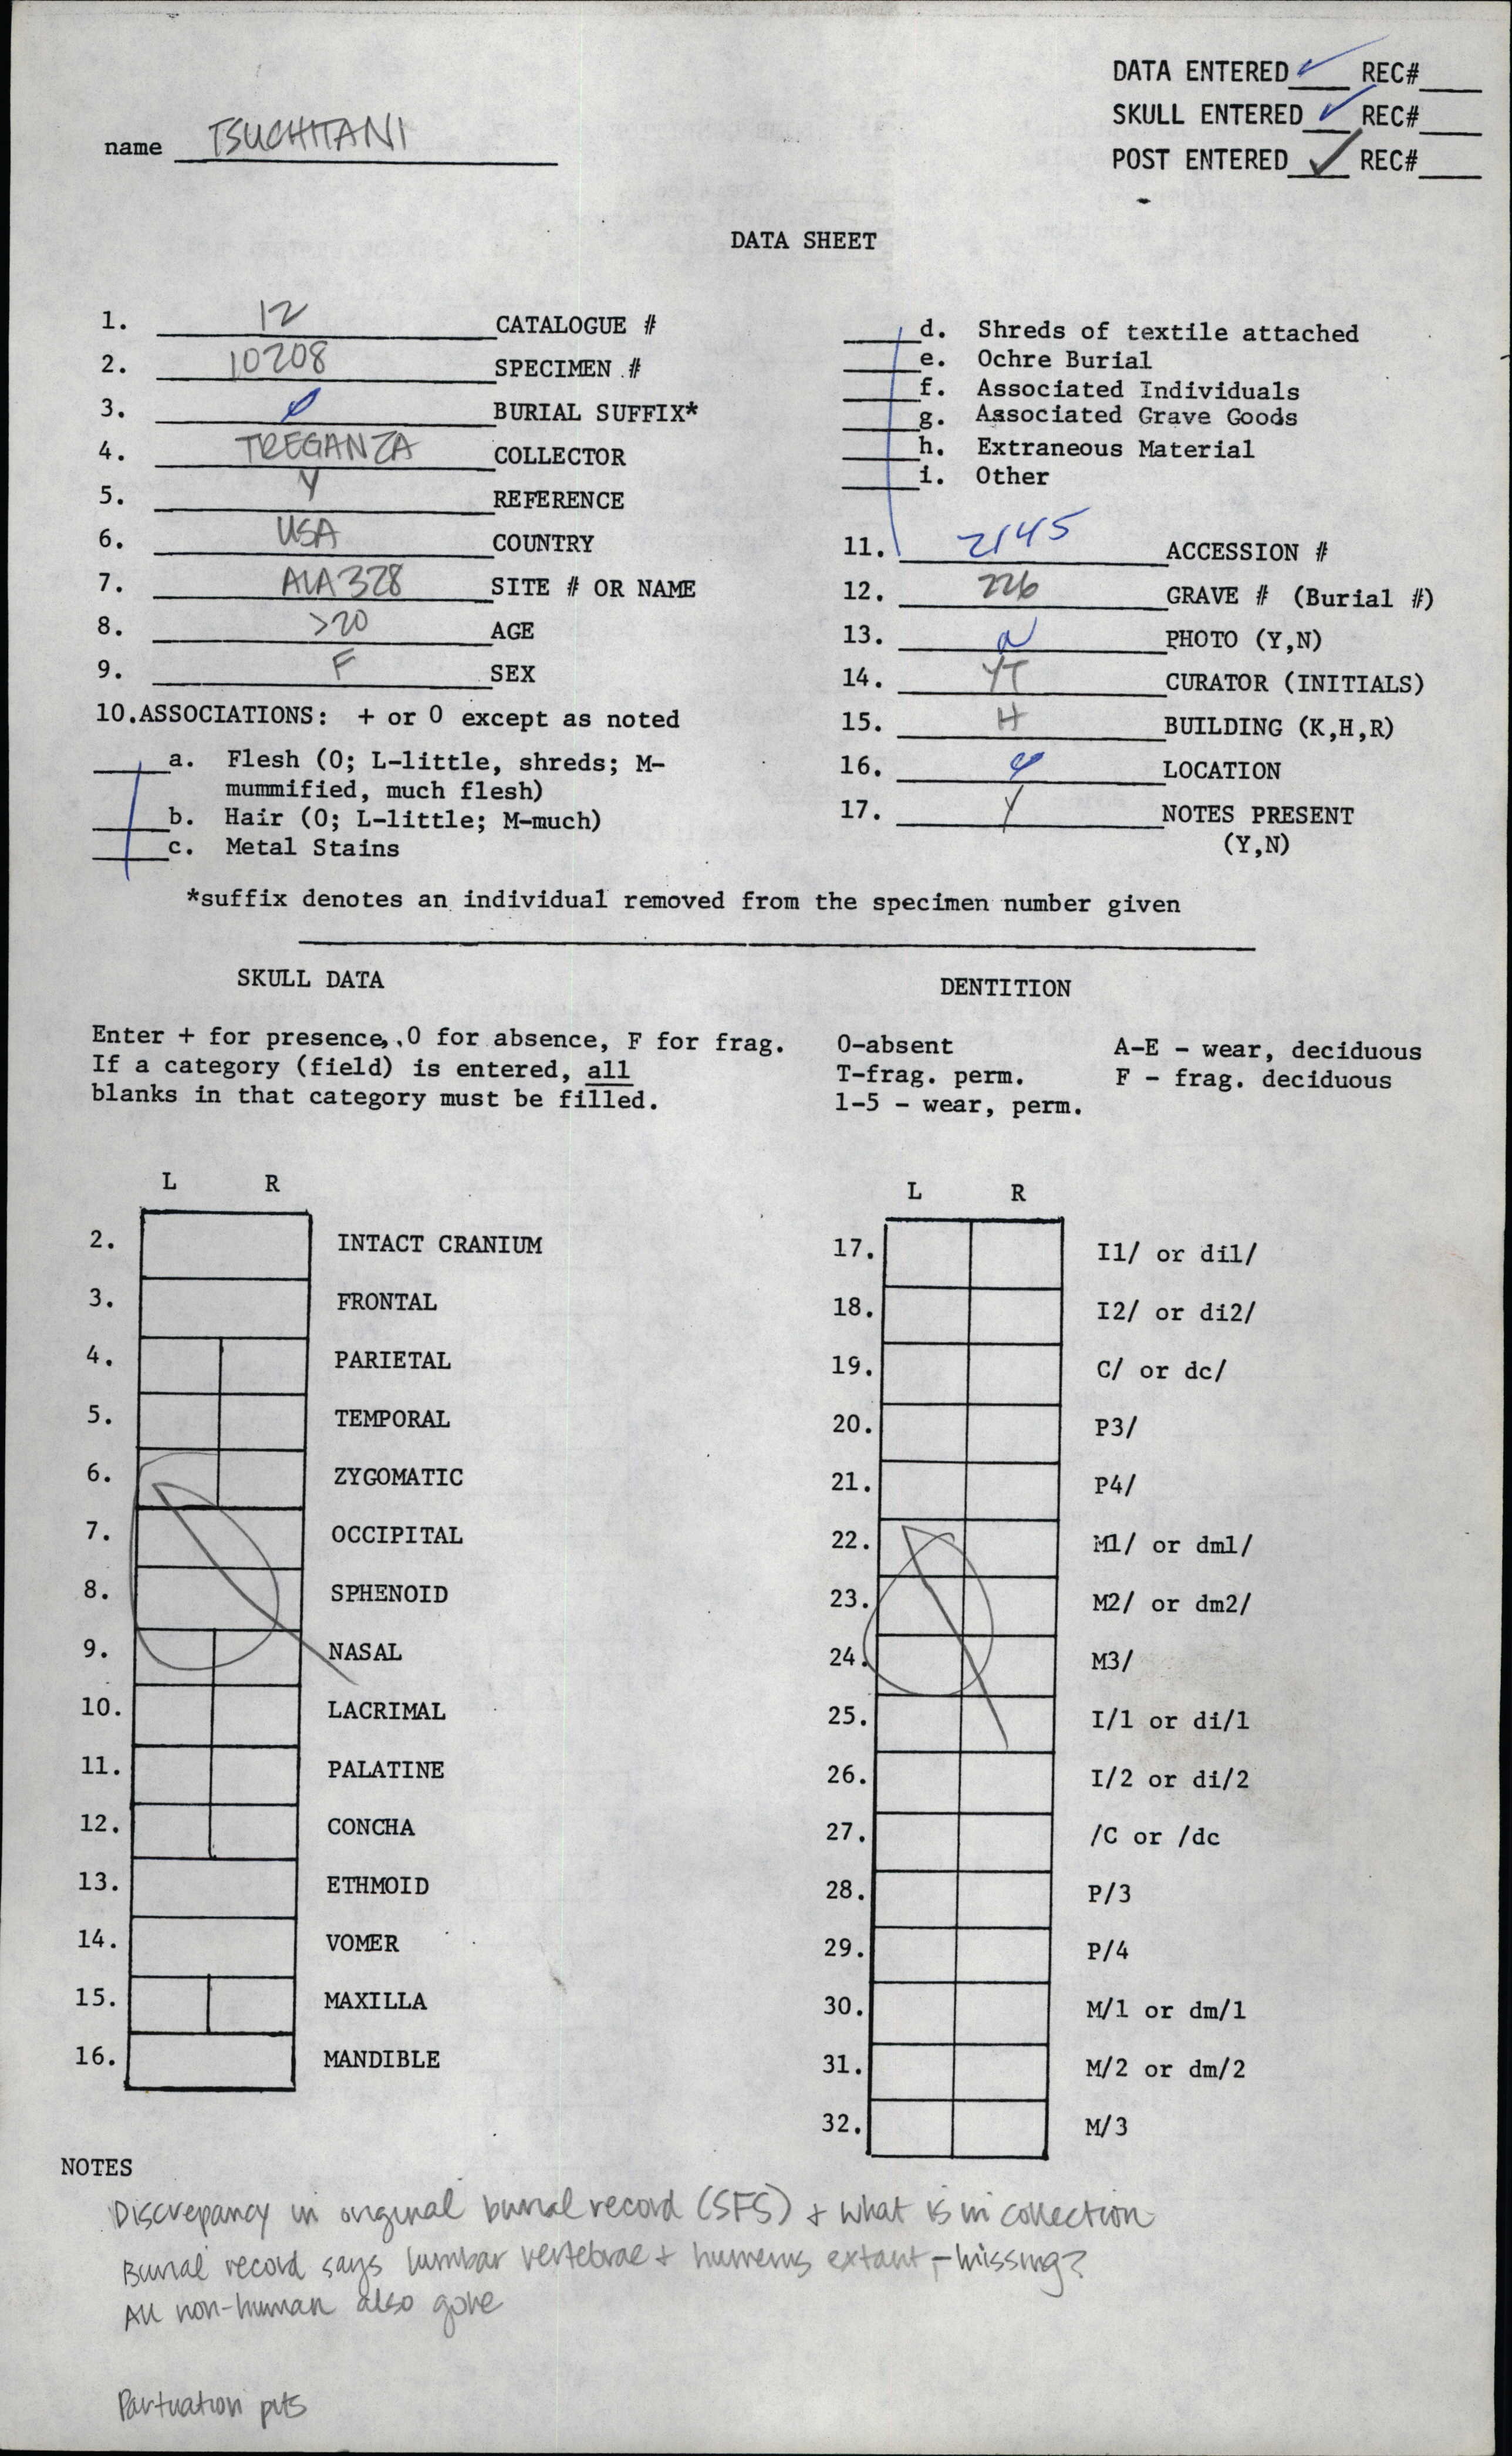 DATA ENTERED ✓ REC#
SKULL ENTERED ✓ REC#
POST ENTERED ✓ REC#
name TSUCHITANI
DATA SHEET
1. 12 CATALOGUE #
2. 10208 SPECIMEN #
3. Ø BURIAL SUFFIX*
4. TREGANZA COLLECTOR
5. Y REFERENCE
6. USA COUNTRY
7. ALA 328 SITE # OR NAME
8. >20 AGE
9. F SEX
10. ASSOCIATIONS: + or 0 except as noted
a. Flesh (0; L-little, shreds; M-
mummified, much flesh)
b. Hair (0; L-little; M-much)
c. Metal Stains
d. Shreds of textile attached
e. Ochre Burial
f. Associated Individuals
g. Associated Grave Goods
h. Extraneous Material
i. Other
11. 2145 ACCESSION #
12. 226 GRAVE # (Burial #)
13. N PHOTO (Y,N)
14. YT CURATOR (INITIALS)
15. H BUILDING (K,H,R)
16. φ LOCATION
17. Y NOTES PRESENT
(Y,N)
*suffix denotes an individual removed from the specimen number given
SKULL DATA
Enter + for presence, 0 for absence, F for frag.
If a category (field) is entered, all
blanks in that category must be filled.
L R
2. INTACT CRANIUM
3. FRONTAL
4. PARIETAL
5. TEMPORAL
6. ZYGOMATIC
7. OCCIPITAL
8. SPHENOID
9. NASAL
10. LACRIMAL
11. PALATINE
12. CONCHA
13. ETHMOID
14. VOMER
15. MAXILLA
16. MANDIBLE
DENTITION
0-absent A-E - wear, deciduous
T-frag. perm. F - frag. deciduous
1-5 - wear, perm.
L R
17. I1/ or di1/
18. I2/ or di2/
19. C/ or dc/
20. P3/
21. P4/
22. M1/ or dm1/
23. M2/ or dm2/
24. M3/
25. I/1 or di/1
26. I/2 or di/2
27. /C or /dc
28. P/3
29. P/4
30. M/1 or dm/1
31. M/2 or dm/2
32. M/3
NOTES
Discrepancy in original burial record (SFS) + what is in collection
Burial record says lumbar vertebrae + humerus extant, - missing?
All non-human also gone
Partuation pits